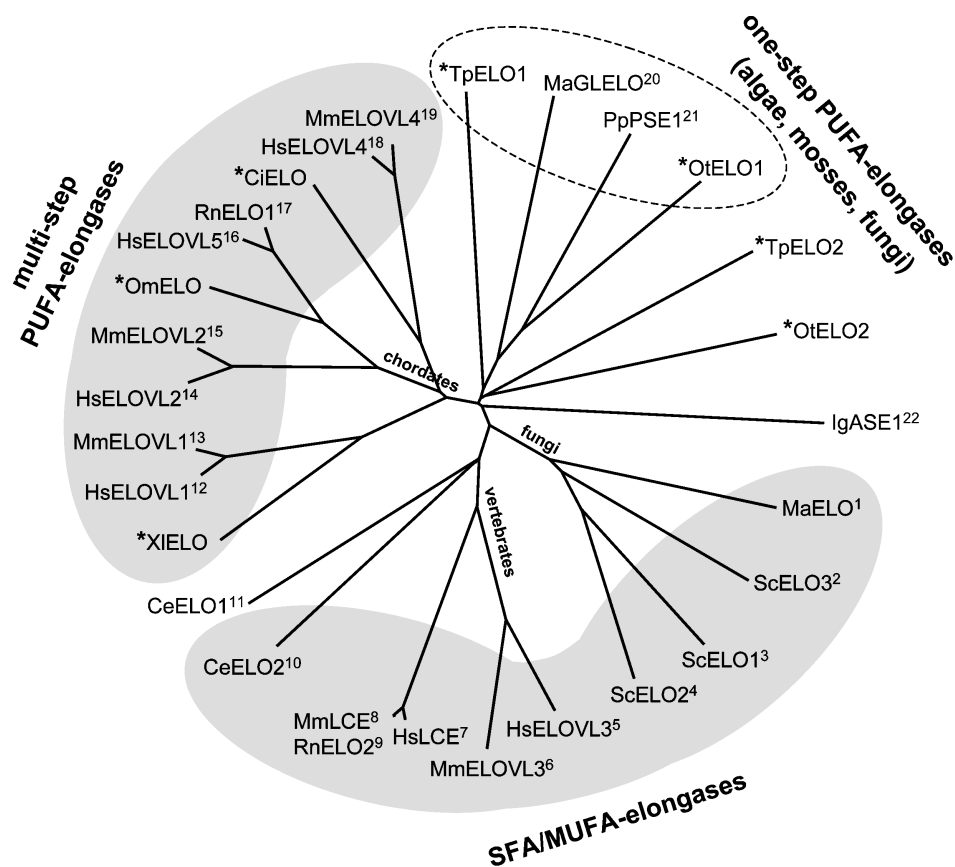 one-step PUFA-elongases
(algae, mosses, fungi)
*TpELO1
MaGLELO20
PpPSE121
*OtELO1
*TpELO2
*OtELO2
IgASE122
multi-step
PUFA-elongases
MmELOVL419
HsELOVL418
*CiELO
RnELO117
HsELOVL516
*OmELO
MmELOVL215
HsELOVL214
MmELOVL113
HsELOVL112
*XlELO
chordates
fungi
vertebrates
CeELO111
CeELO210
MmLCE8
RnELO29
HsLCE7
MmELOVL36
HsELOVL35
ScELO24
ScELO13
ScELO32
MaELO1
SFA/MUFA-elongases